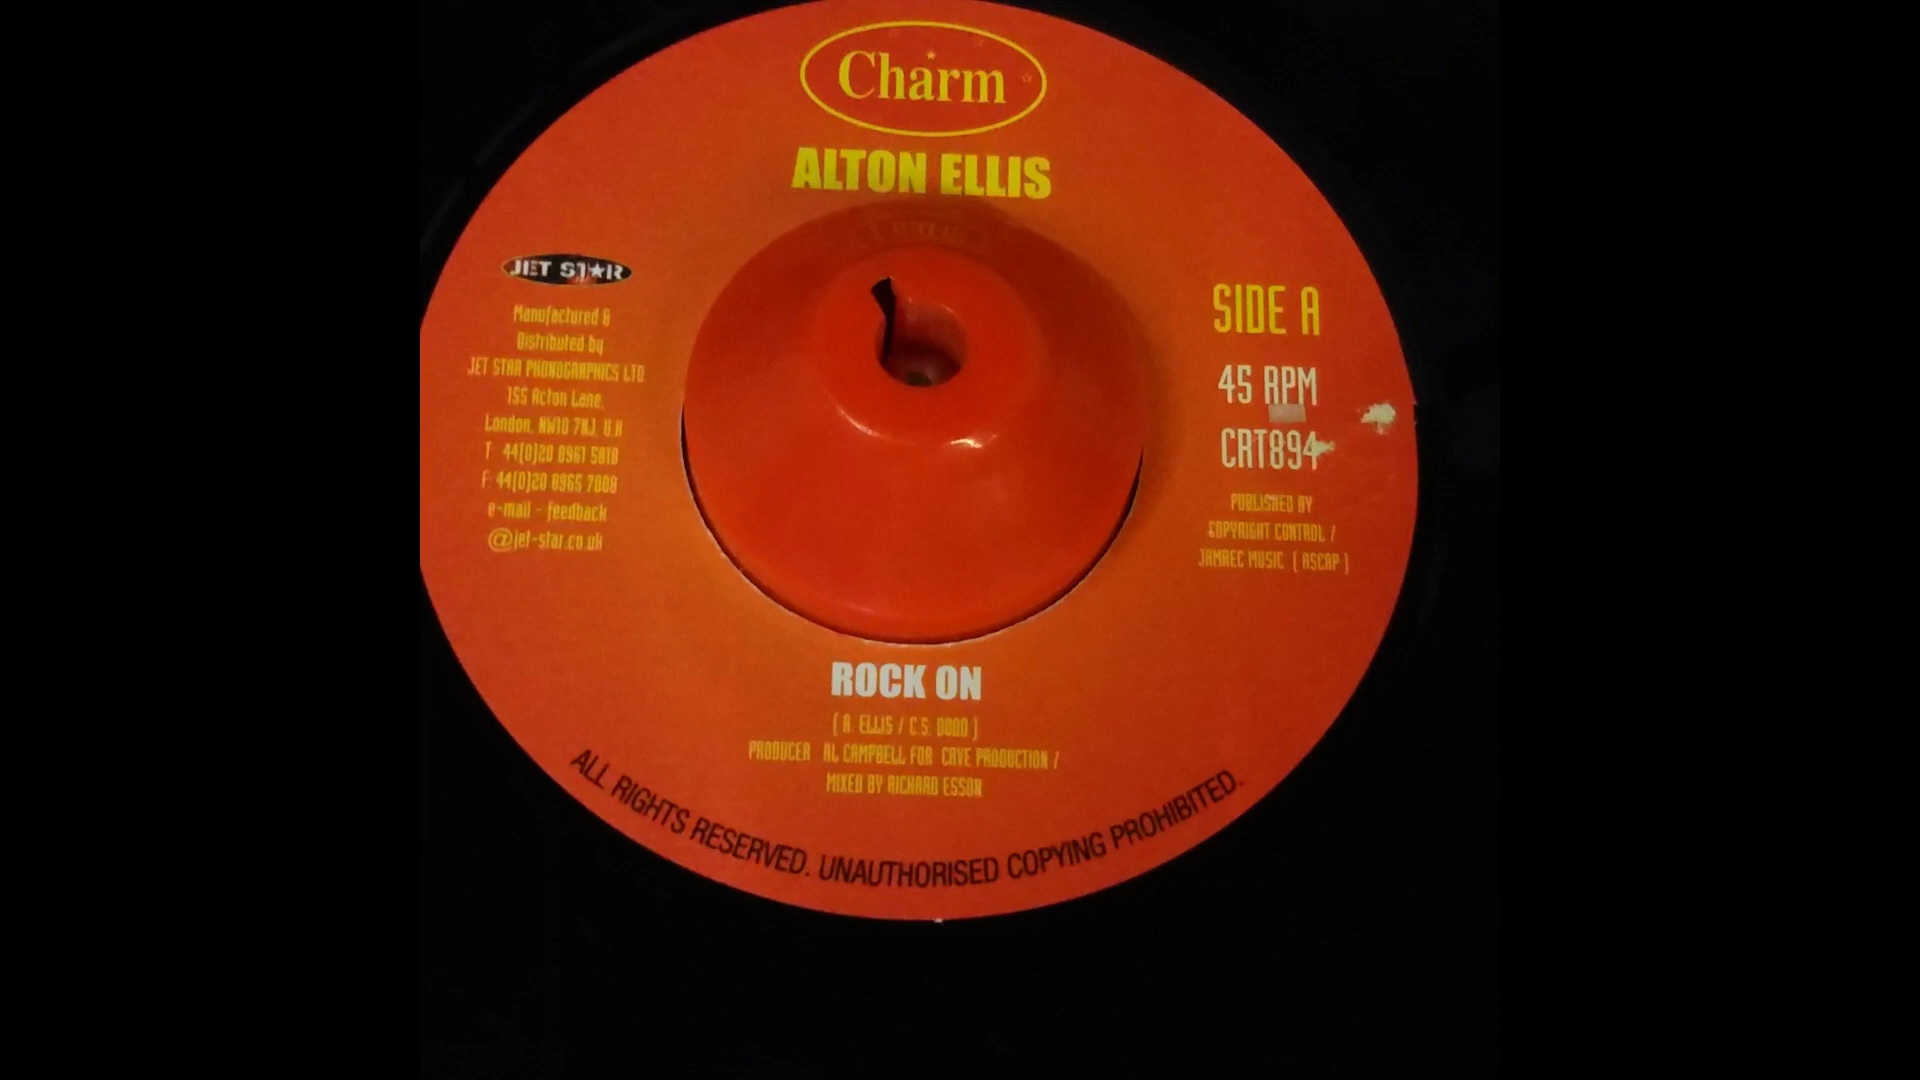 Charm
ALTON ELLIS
JET ST★R
Manufactured &
Distributed by
JET STAR PHONOGRAPHICS LTD
155 Acton Lane,
London, NW10 7NJ, U.K
T 44(0)20 8961 5818
F 44(0)20 8965 7008
e-mail - feedback
@jet-star.co.uk
SIDE A
45 RPM
CRT894
PUBLISHED BY
COPYRIGHT CONTROL /
JAMREC MUSIC ( ASCAP )
ROCK ON
( A. ELLIS / C.S. DODD )
PRODUCER AL CAMPBELL FOR CAVE PRODUCTION /
MIXED BY RICHARD ESSON
ALL RIGHTS RESERVED. UNAUTHORISED COPYING PROHIBITED.